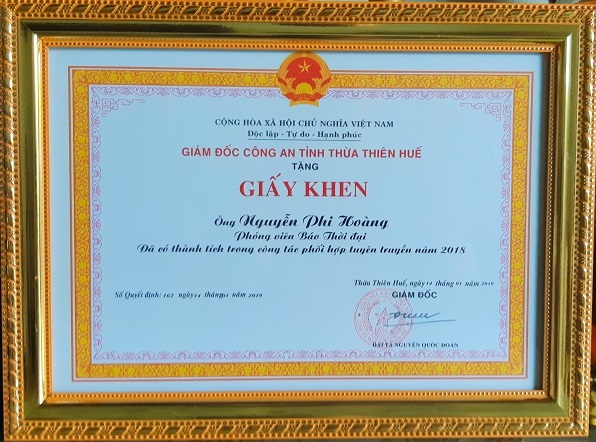 CỘNG HÒA XÃ HỘI CHỦ NGHĨA VIỆT NAM
Độc lập - Tự do - Hạnh phúc
GIÁM ĐỐC CÔNG AN TỈNH THỪA THIÊN HUẾ
TẶNG
GIẤY KHEN
Ông Nguyễn Phi Hoàng
Phóng viên Báo Thời đại
Đã có thành tích trong công tác phối hợp tuyên truyền năm 2018
Thừa Thiên Huế, ngày 14 tháng 01 năm 2019
Số Quyết định: 167 ngày 14 tháng 01 năm 2019
GIÁM ĐỐC
ĐẠI TÁ NGUYỄN QUỐC ĐOÀN